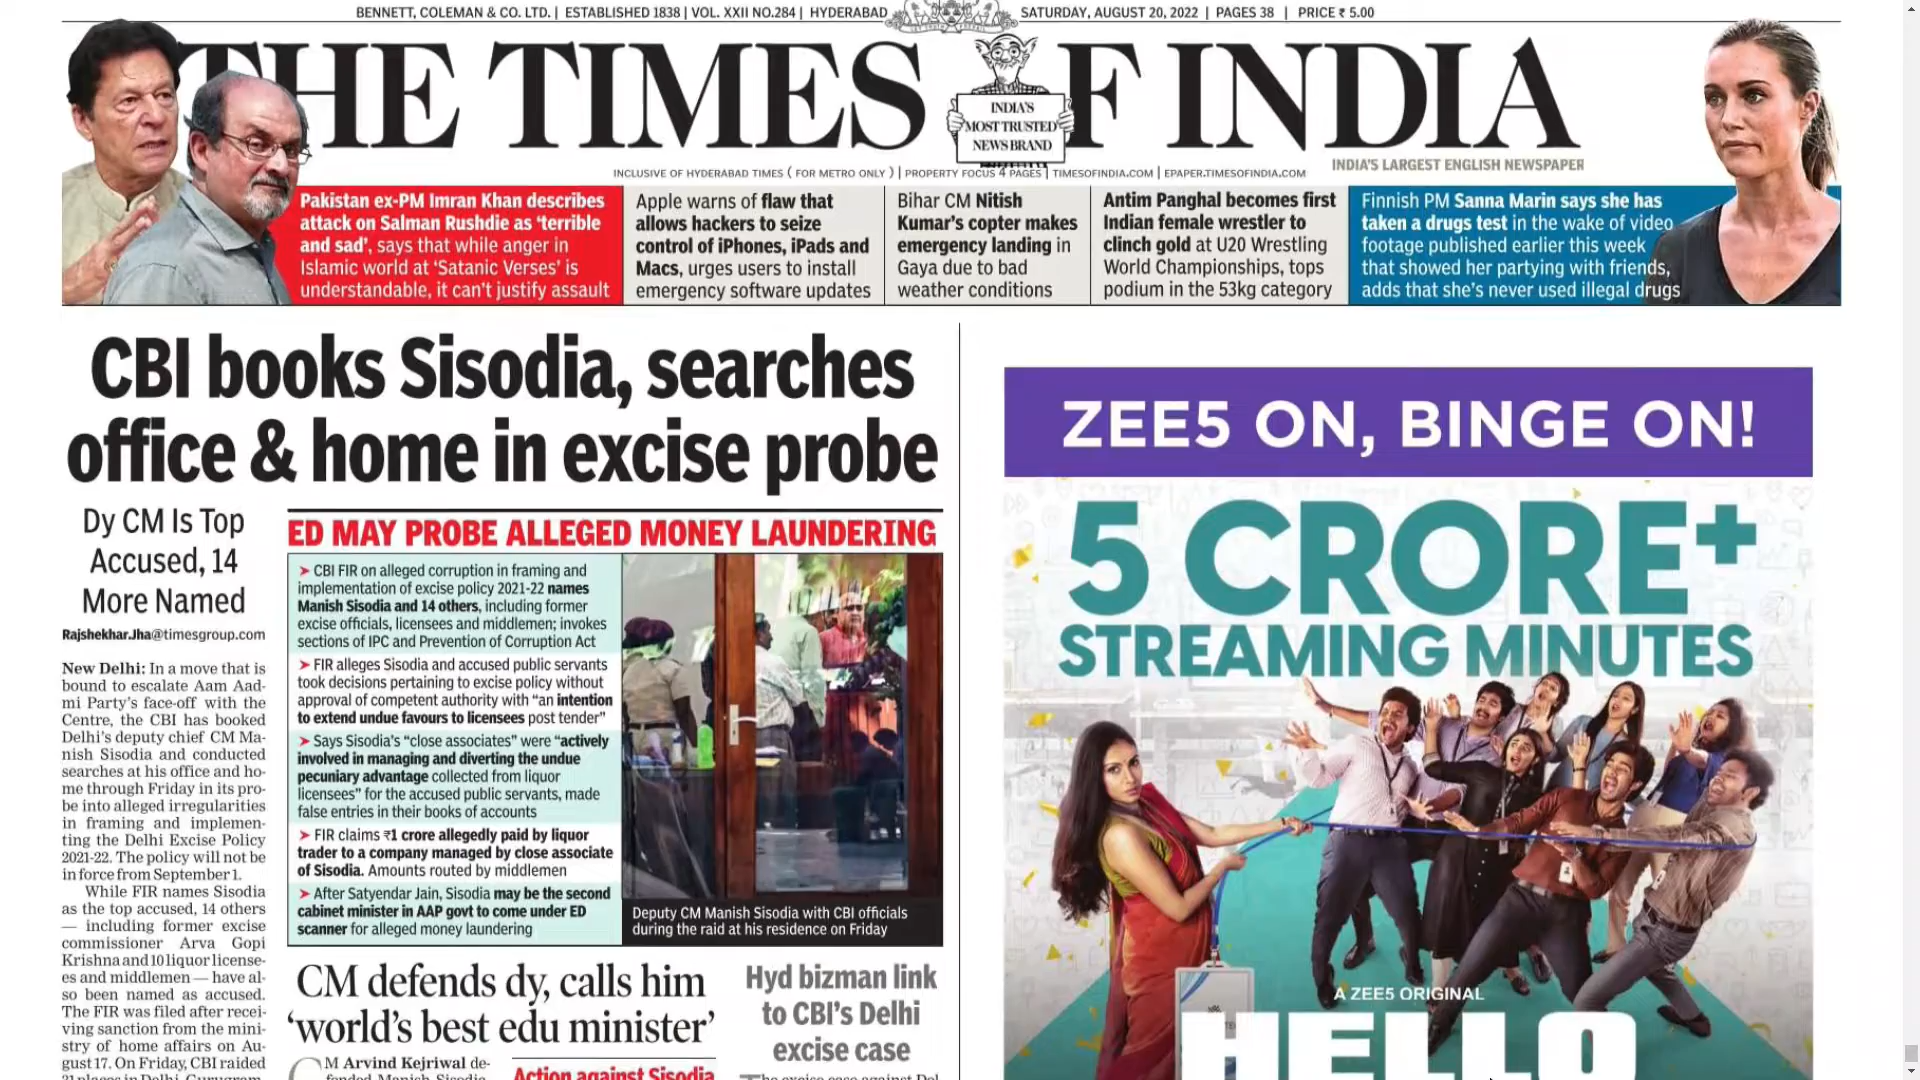 BENNETT, COLEMAN & CO. LTD. | ESTABLISHED 1838 | VOL. XXII NO.284 | HYDERABAD
SATURDAY, AUGUST 20, 2022 | PAGES 38 | PRICE ₹ 5.00
THE TIMES OF INDIA
INDIA'S
MOST TRUSTED
NEWS BRAND
INDIA'S LARGEST ENGLISH NEWSPAPER
INCLUSIVE OF HYDERABAD TIMES ( FOR METRO ONLY ) | PROPERTY FOCUS 4 PAGES | TIMESOFINDIA.COM | EPAPER.TIMESOFINDIA.COM
Pakistan ex-PM Imran Khan describes
attack on Salman Rushdie as ‘terrible
and sad’, says that while anger in
Islamic world at ‘Satanic Verses’ is
understandable, it can’t justify assault
Apple warns of flaw that
allows hackers to seize
control of iPhones, iPads and
Macs, urges users to install
emergency software updates
Bihar CM Nitish
Kumar’s copter makes
emergency landing in
Gaya due to bad
weather conditions
Antim Panghal becomes first
Indian female wrestler to
clinch gold at U20 Wrestling
World Championships, tops
podium in the 53kg category
Finnish PM Sanna Marin says she has
taken a drugs test in the wake of video
footage published earlier this week
that showed her partying with friends,
adds that she’s never used illegal drugs
CBI books Sisodia, searches
office & home in excise probe
Dy CM Is Top
Accused, 14
More Named
Rajshekhar.Jha@timesgroup.com
New Delhi: In a move that is
bound to escalate Aam Aad-
mi Party’s face-off with the
Centre, the CBI has booked
Delhi’s deputy chief CM Ma-
nish Sisodia and conducted
searches at his office and ho-
me through Friday in its pro-
be into alleged irregularities
in framing and implemen-
ting the Delhi Excise Policy
2021-22. The policy will not be
in force from September 1.
While FIR names Sisodia
as the top accused, 14 others
— including former excise
commissioner Arva Gopi
Krishna and 10 liquor license-
es and middlemen — have al-
so been named as accused.
The FIR was filed after recei-
ving sanction from the mini-
stry of home affairs on Au-
gust 17. On Friday, CBI raided
ED MAY PROBE ALLEGED MONEY LAUNDERING
➤ CBI FIR on alleged corruption in framing and
implementation of excise policy 2021-22 names
Manish Sisodia and 14 others, including former
excise officials, licensees and middlemen; invokes
sections of IPC and Prevention of Corruption Act
➤ FIR alleges Sisodia and accused public servants
took decisions pertaining to excise policy without
approval of competent authority with “an intention
to extend undue favours to licensees post tender”
➤ Says Sisodia’s “close associates” were “actively
involved in managing and diverting the undue
pecuniary advantage collected from liquor
licensees” for the accused public servants, made
false entries in their books of accounts
➤ FIR claims ₹1 crore allegedly paid by liquor
trader to a company managed by close associate
of Sisodia. Amounts routed by middlemen
➤ After Satyendar Jain, Sisodia may be the second
cabinet minister in AAP govt to come under ED
scanner for alleged money laundering
Deputy CM Manish Sisodia with CBI officials
during the raid at his residence on Friday
CM defends dy, calls him
‘world’s best edu minister’
CM Arvind Kejriwal de-
Action against Sisodia
Hyd bizman link
to CBI’s Delhi
excise case
ZEE5 ON, BINGE ON!
5 CRORE+
STREAMING MINUTES
A ZEE5 ORIGINAL
HELLO